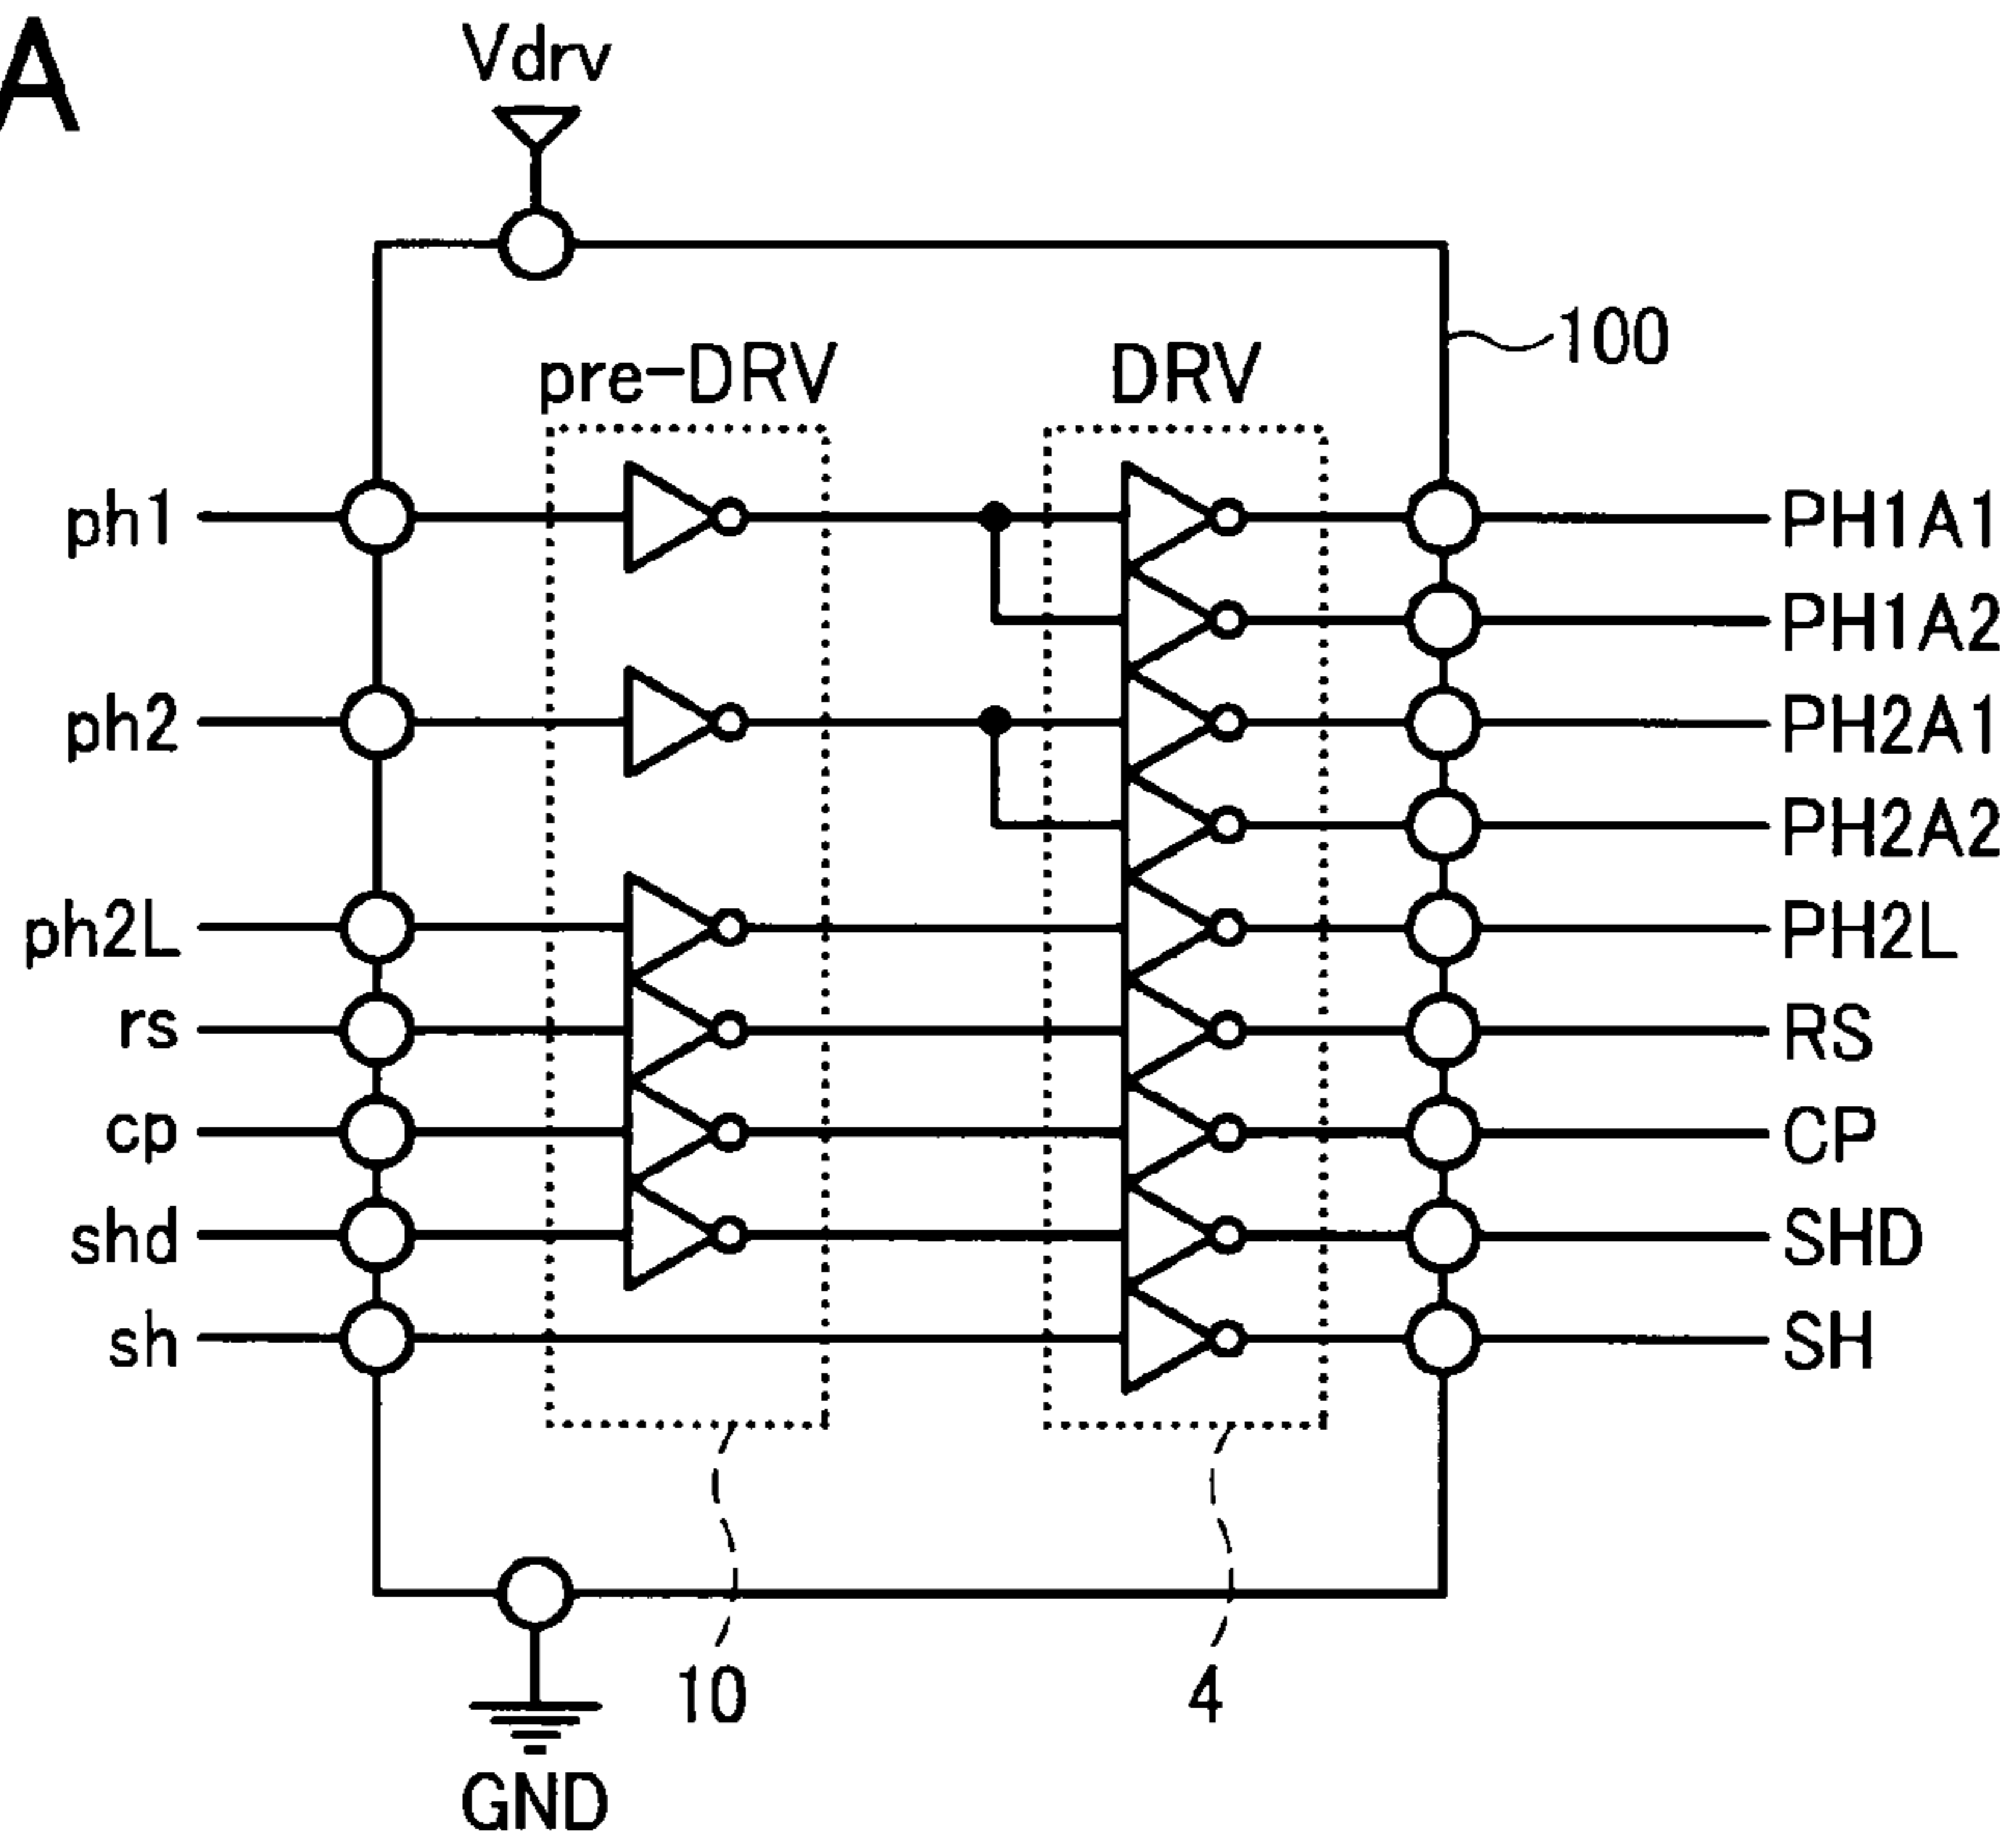 A
Vdrv
100
pre-DRV
DRV
ph1
PH1A1
PH1A2
ph2
PH2A1
PH2A2
ph2L
PH2L
rs
RS
cp
CP
shd
SHD
sh
SH
10
4
GND